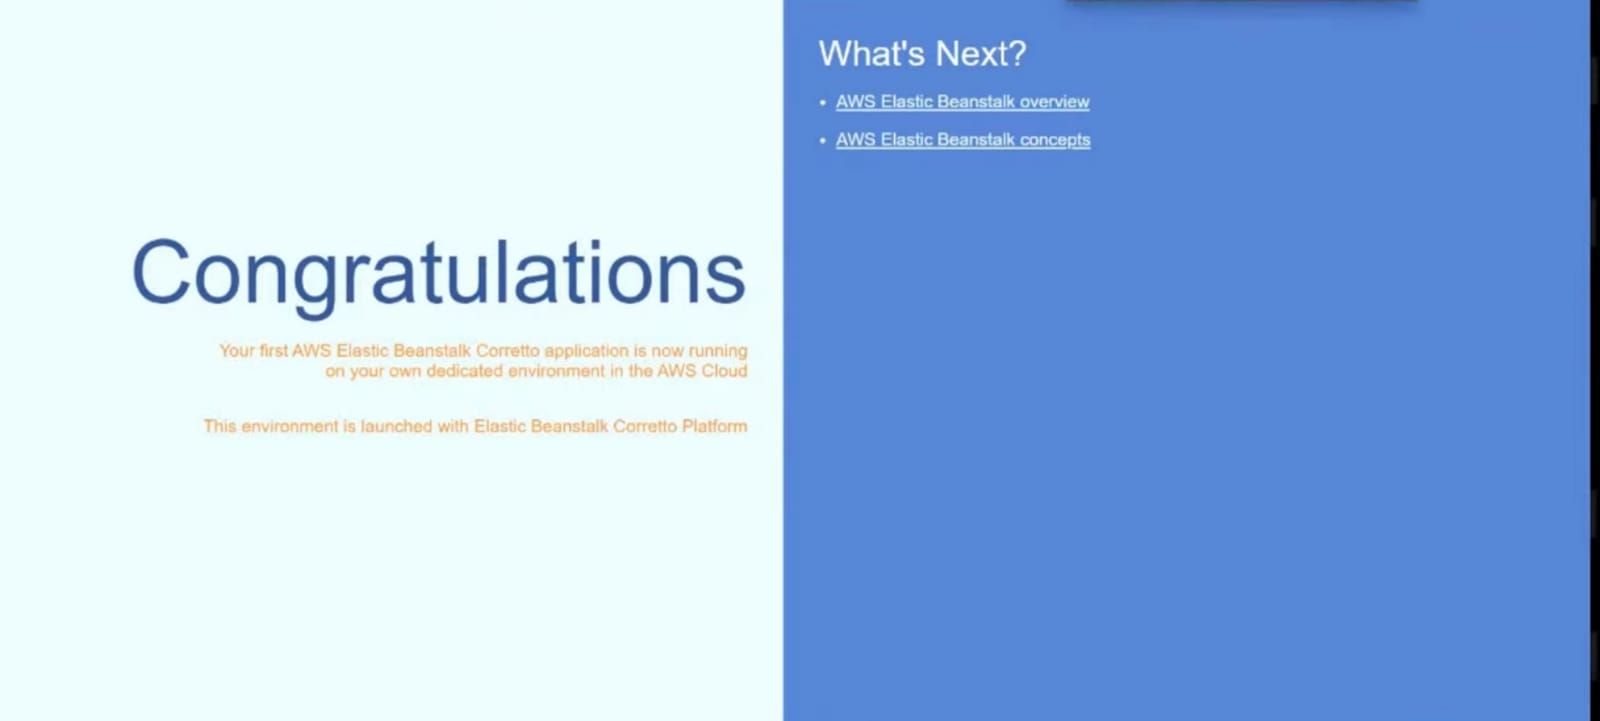 Congratulations
Your first AWS Elastic Beanstalk Corretto application is now running
on your own dedicated environment in the AWS Cloud
This environment is launched with Elastic Beanstalk Corretto Platform
What's Next?
AWS Elastic Beanstalk overview
AWS Elastic Beanstalk concepts